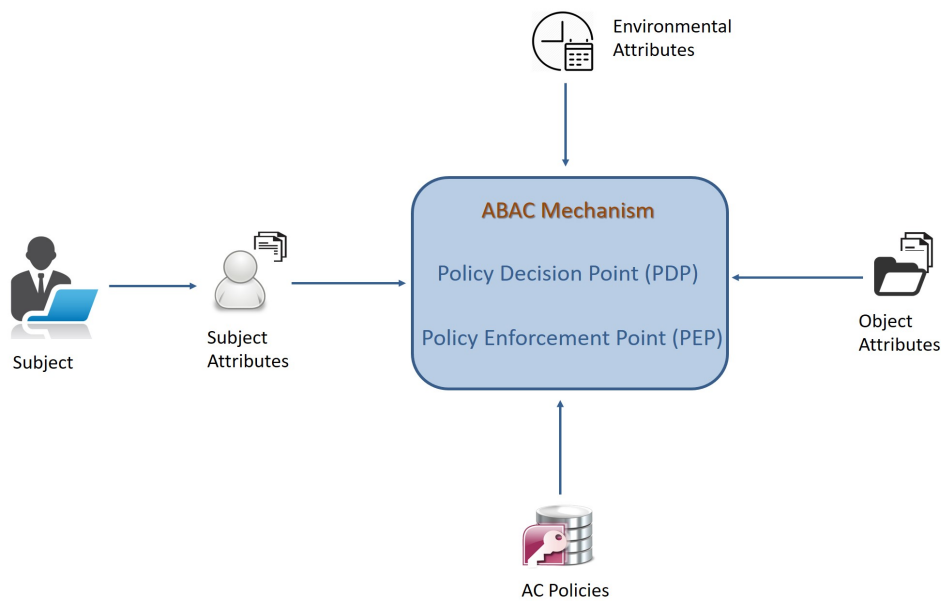 Environmental
Attributes
ABAC Mechanism
Policy Decision Point (PDP)
Policy Enforcement Point (PEP)
Subject
Subject
Attributes
Object
Attributes
AC Policies